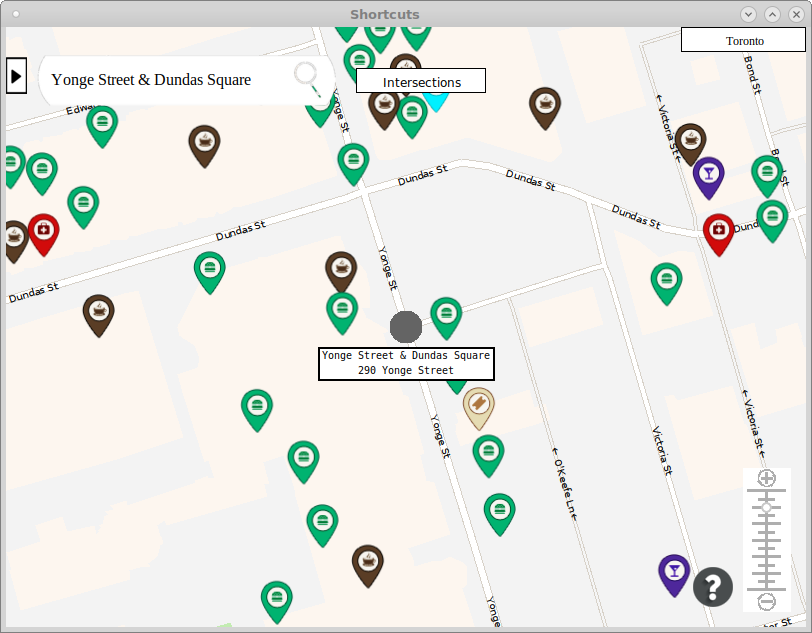 Shortcuts
Toronto
Yonge Street & Dundas Square
Intersections
Bond St
← Victoria St ←
Yonge St
Dundas St
Dundas St
Dundas St
Dundas St
Dundas St
Yonge St
Yonge Street & Dundas Square
290 Yonge Street
← Victoria St ←
Yonge St
Victoria St
← O'Keefe Ln ←
?
Yonge